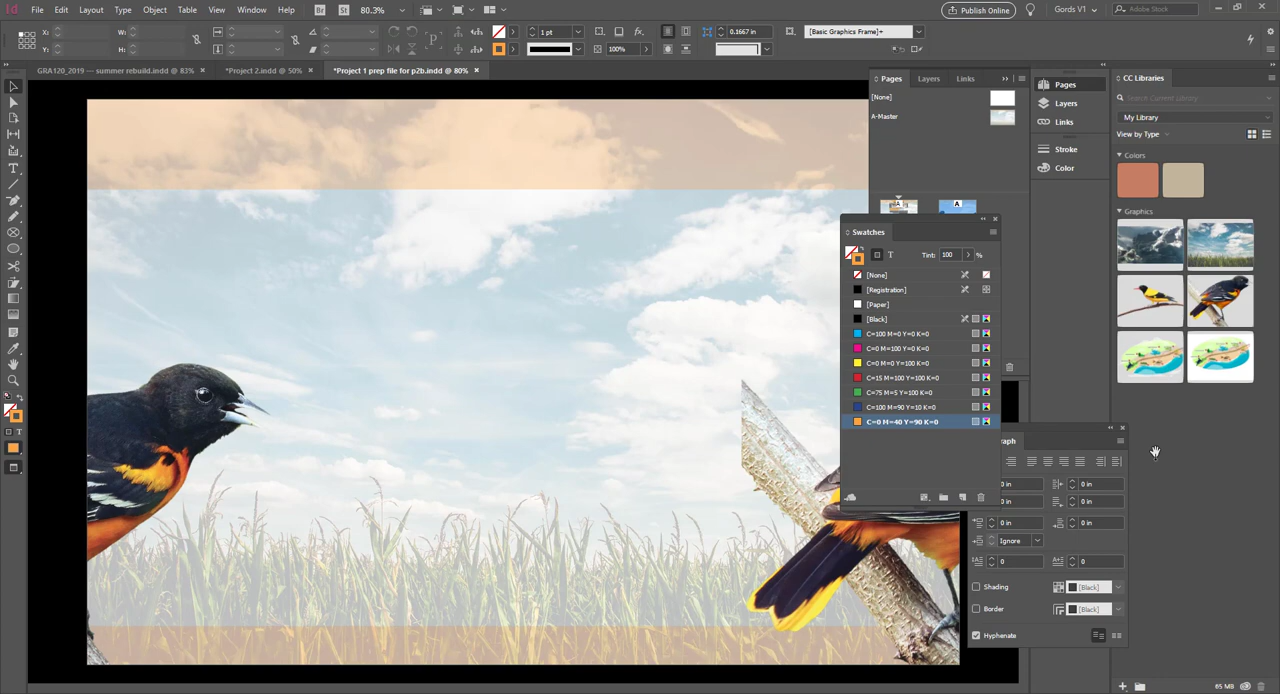 Id File Edit Layout Type Object Table View Window Help Br St 80.3% Publish Online Gords V1 Adobe Stock
X: W: 1 pt fx. 0.1667 in [Basic Graphics Frame]+
Y: H: P 100%
GRA120_2019 — summer rebuild.indd @ 83% × *Project 2.indd @ 50% × *Project 1 prep file for p2b.indd @ 80% ×
Pages Layers Links
[None]
A-Master
A A
Pages
Layers
Links
Stroke
Color
CC Libraries
Search Current Library
My Library
View by Type
Colors
Graphics
65 MB
Swatches
T Tint: 100 %
[None]
[Registration]
[Paper]
[Black]
C=100 M=0 Y=0 K=0
C=0 M=100 Y=0 K=0
C=0 M=0 Y=100 K=0
C=15 M=100 Y=100 K=0
C=75 M=5 Y=100 K=0
C=100 M=90 Y=10 K=0
C=0 M=40 Y=90 K=0
graph
0 in 0 in
0 in 0 in
0 in 0 in
Ignore
0 0
Shading [Black]
Border [Black]
Hyphenate